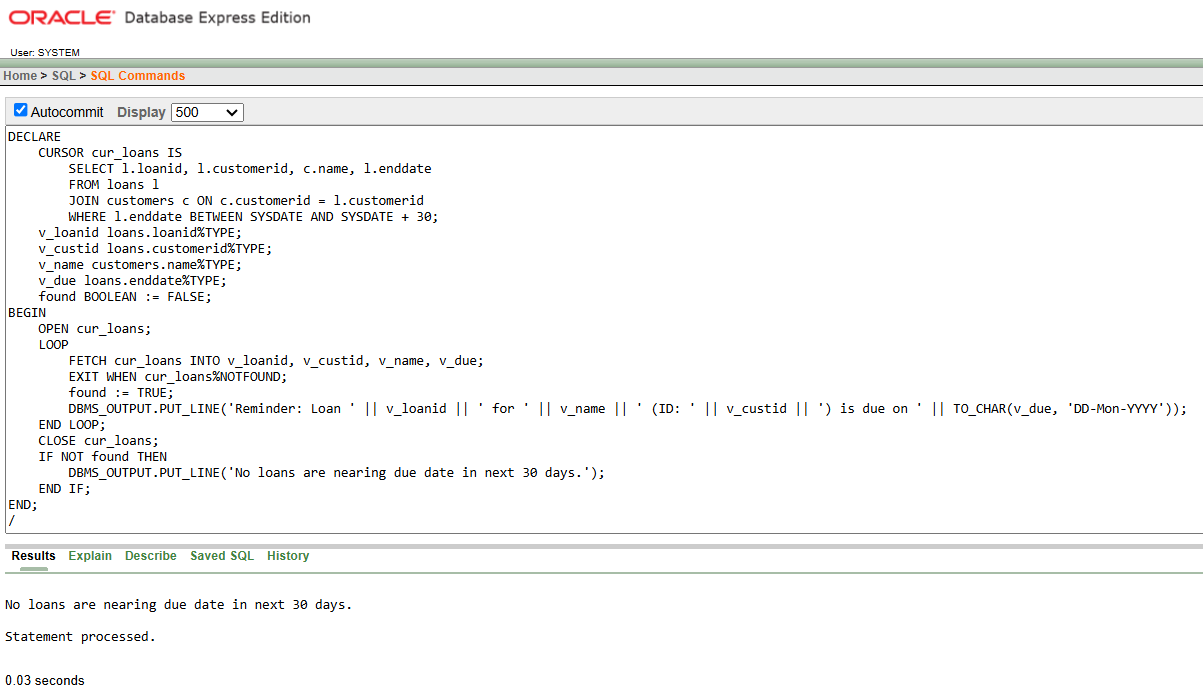 ORACLE® Database Express Edition
User: SYSTEM
Home > SQL > SQL Commands
Autocommit Display 500
DECLARE
    CURSOR cur_loans IS
        SELECT l.loanid, l.customerid, c.name, l.enddate
        FROM loans l
        JOIN customers c ON c.customerid = l.customerid
        WHERE l.enddate BETWEEN SYSDATE AND SYSDATE + 30;
    v_loanid loans.loanid%TYPE;
    v_custid loans.customerid%TYPE;
    v_name customers.name%TYPE;
    v_due loans.enddate%TYPE;
    found BOOLEAN := FALSE;
BEGIN
    OPEN cur_loans;
    LOOP
        FETCH cur_loans INTO v_loanid, v_custid, v_name, v_due;
        EXIT WHEN cur_loans%NOTFOUND;
        found := TRUE;
        DBMS_OUTPUT.PUT_LINE('Reminder: Loan ' || v_loanid || ' for ' || v_name || ' (ID: ' || v_custid || ') is due on ' || TO_CHAR(v_due, 'DD-Mon-YYYY'));
    END LOOP;
    CLOSE cur_loans;
    IF NOT found THEN
        DBMS_OUTPUT.PUT_LINE('No loans are nearing due date in next 30 days.');
    END IF;
END;
/
Results Explain Describe Saved SQL History
No loans are nearing due date in next 30 days.
Statement processed.
0.03 seconds